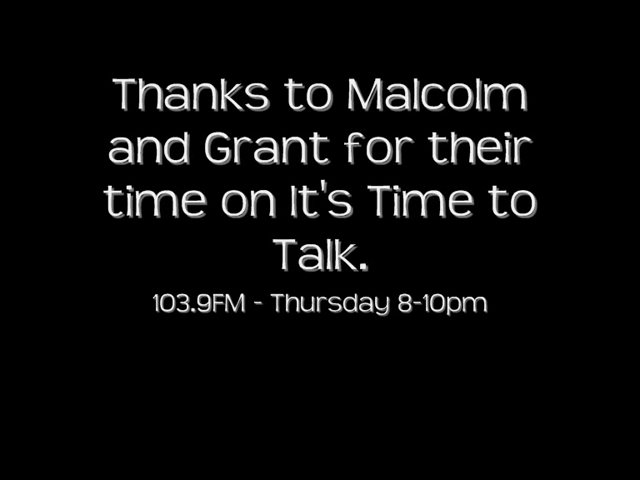 Thanks to Malcolm
and Grant for their
time on It's Time to
Talk.
103.9FM - Thursday 8-10pm